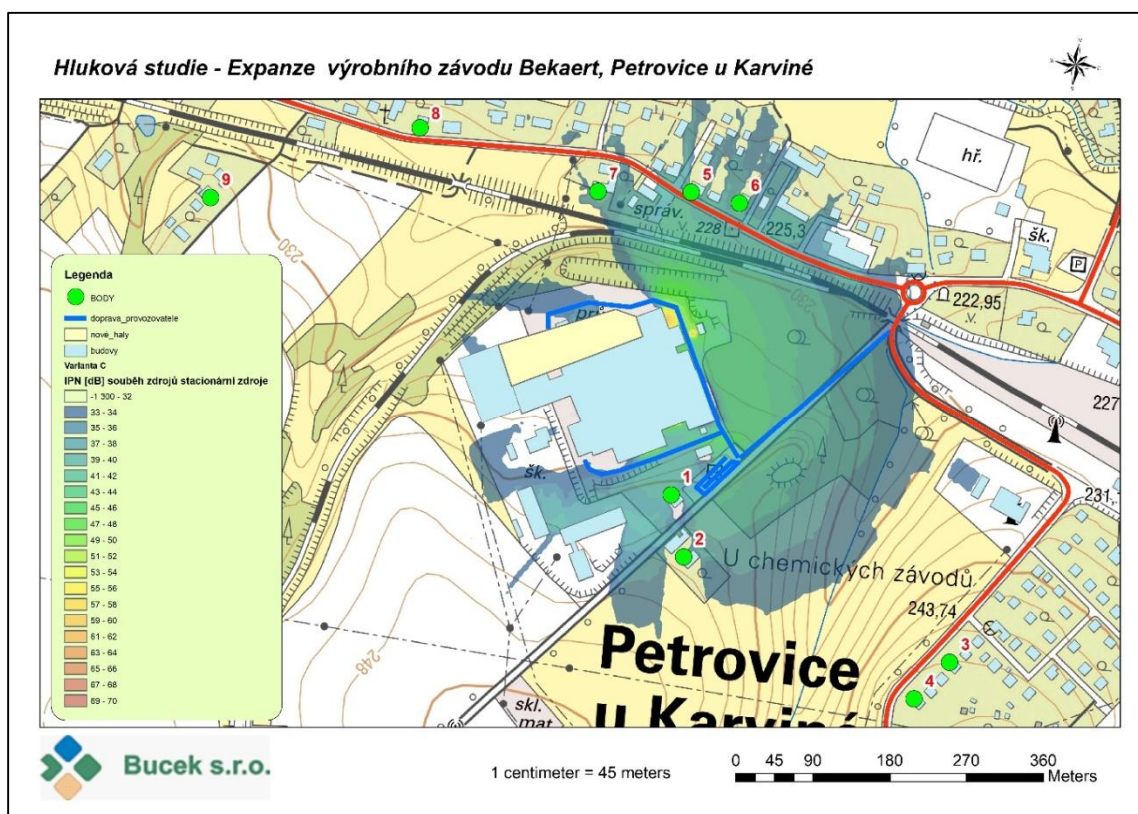 Hluková studie - Expanze výrobního závodu Bekaert, Petrovice u Karviné
8
9
7
5
6
hř.
správ.
228
225,3
šk.
P
230
222,95
230
Legenda
BODY
doprava_provozovatele
nové_haly
budovy
Varianta C
IPN [dB] souběh zdrojů stacionární zdroje
-1 300 - 32
33 - 34
35 - 36
37 - 38
39 - 40
41 - 42
43 - 44
45 - 46
47 - 48
49 - 50
51 - 52
53 - 54
55 - 56
57 - 58
59 - 60
61 - 62
63 - 64
65 - 66
67 - 68
69 - 70
227
šk.
1
231,1
2
U chemických závodů
243,74
Petrovice
u Karviné
248
3
4
skl.
mat.
Bucek s.r.o.
1 centimeter = 45 meters
0 45 90 180 270 360
Meters